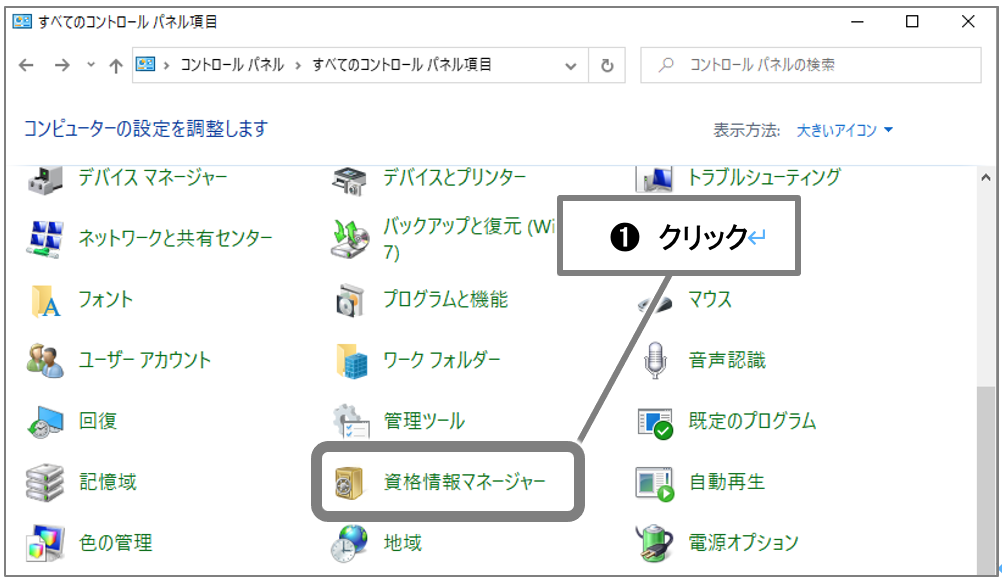 すべてのコントロール パネル項目
コントロール パネル › すべてのコントロール パネル項目
コントロール パネルの検索
コンピューターの設定を調整します
表示方法: 大きいアイコン
デバイス マネージャー
デバイスとプリンター
トラブルシューティング
ネットワークと共有センター
バックアップと復元 (Wi
7)
❶ クリック↵
フォント
プログラムと機能
マウス
ユーザー アカウント
ワーク フォルダー
音声認識
回復
管理ツール
既定のプログラム
記憶域
資格情報マネージャー
自動再生
色の管理
地域
電源オプション